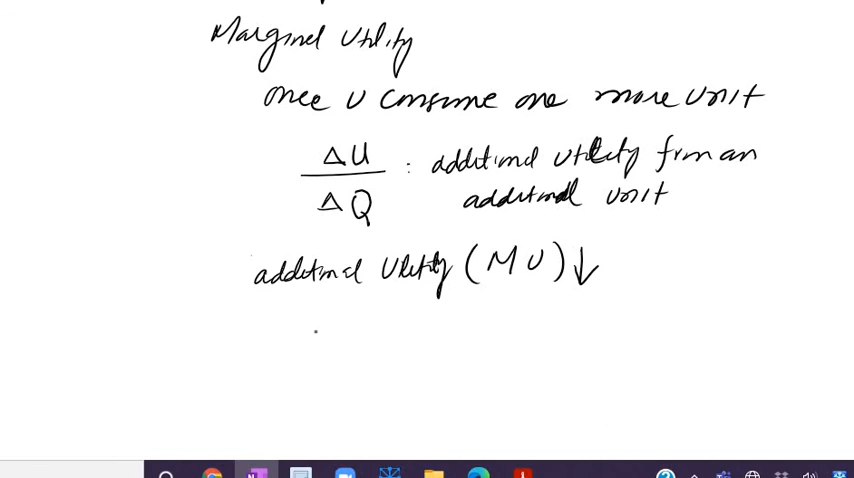 Marginal Utility
once U consume one more Unit
ΔU : additional utility from an
ΔQ additional unit
additional Utility (MU)↓